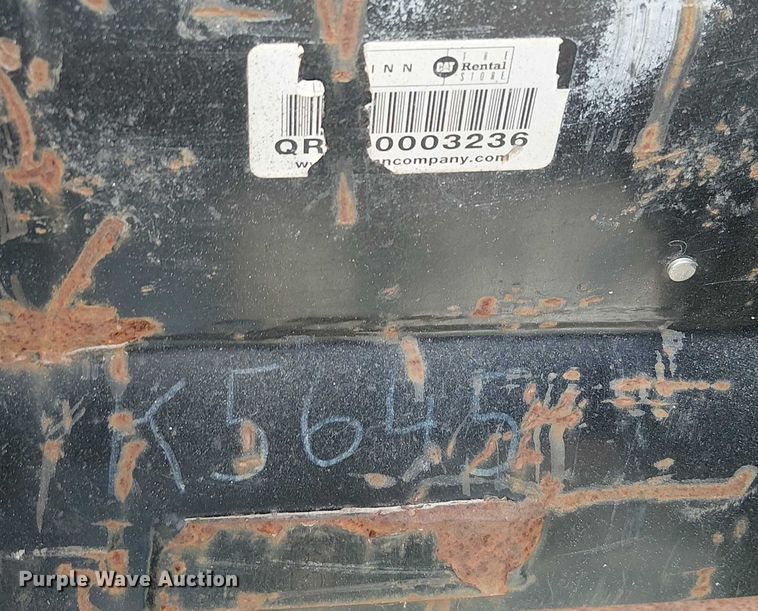 INN CAT THE
Rental
STORE
QR 0003236
ncompany.com
K5645
Purple Wave Auction